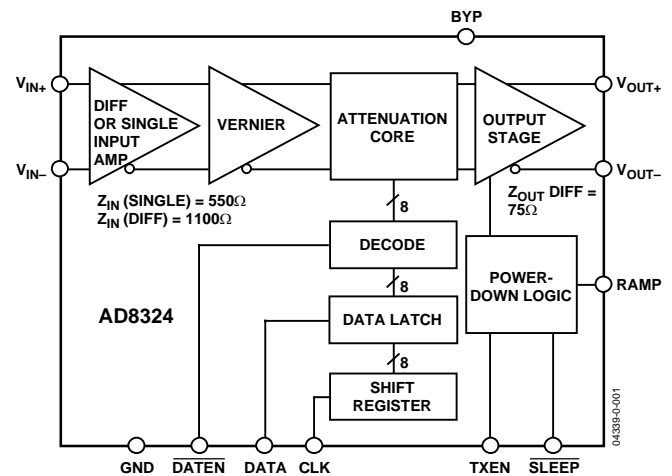 BYP
VIN+
VOUT+
DIFF
OR SINGLE
INPUT
AMP
VERNIER
ATTENUATION
CORE
OUTPUT
STAGE
VIN–
VOUT–
ZIN (SINGLE) = 550Ω
ZIN (DIFF) = 1100Ω
ZOUT DIFF =
75Ω
8
DECODE
8
POWER-
DOWN LOGIC
RAMP
AD8324
DATA LATCH
8
SHIFT
REGISTER
04339-0-001
GND
DATEN
DATA
CLK
TXEN
SLEEP